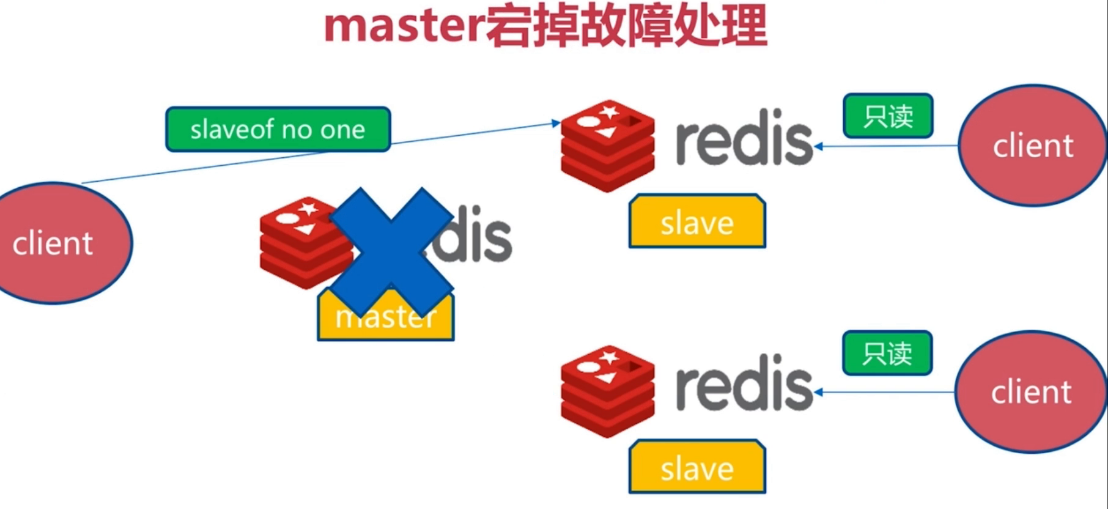 master宕掉故障处理
slaveof no one
redis
只读
client
slave
client
dis
master
redis
只读
client
slave